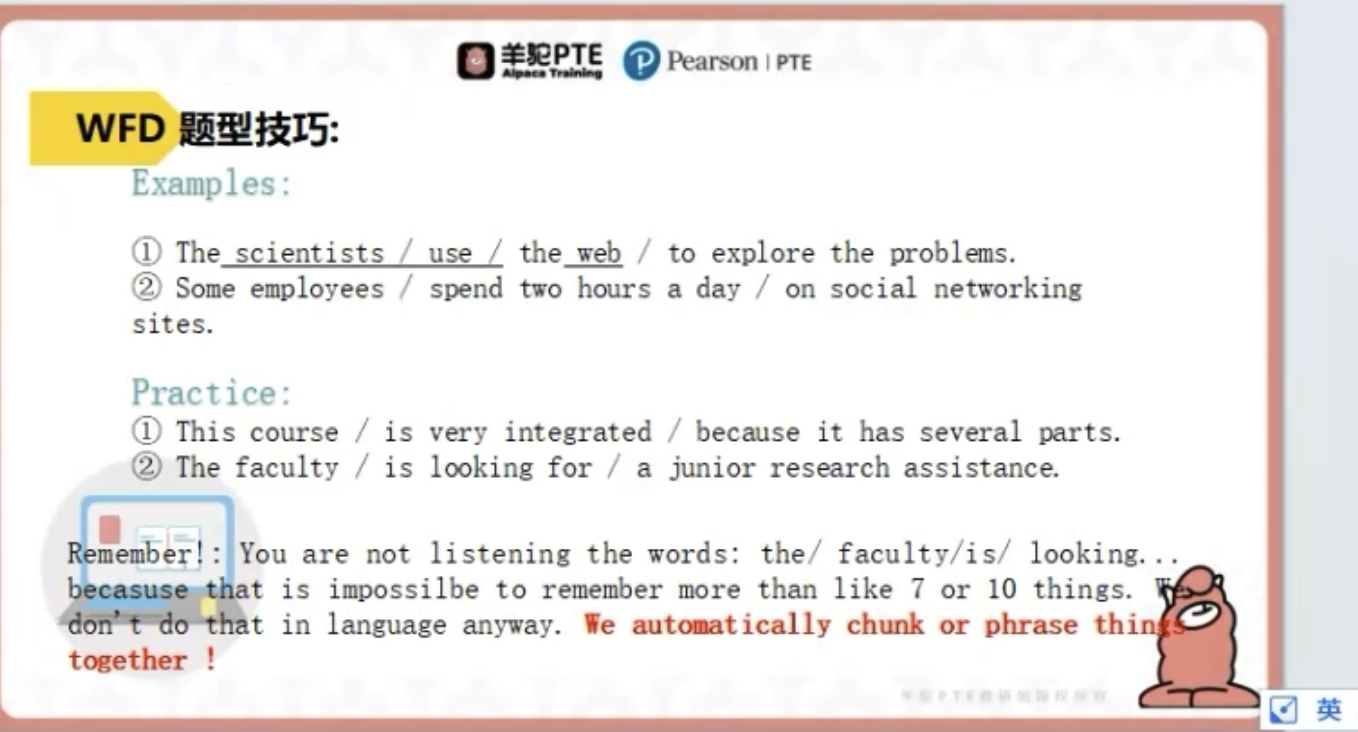 羊驼PTE
Alpaca Training
Pearson | PTE
WFD 题型技巧:
Examples:
① The scientists / use / the web / to explore the problems.
② Some employees / spend two hours a day / on social networking
sites.
Practice:
① This course / is very integrated / because it has several parts.
② The faculty / is looking for / a junior research assistance.
Remember!: You are not listening the words: the/ faculty/is/ looking...
becasuse that is impossilbe to remember more than like 7 or 10 things. We
don't do that in language anyway. We automatically chunk or phrase things
together !
英